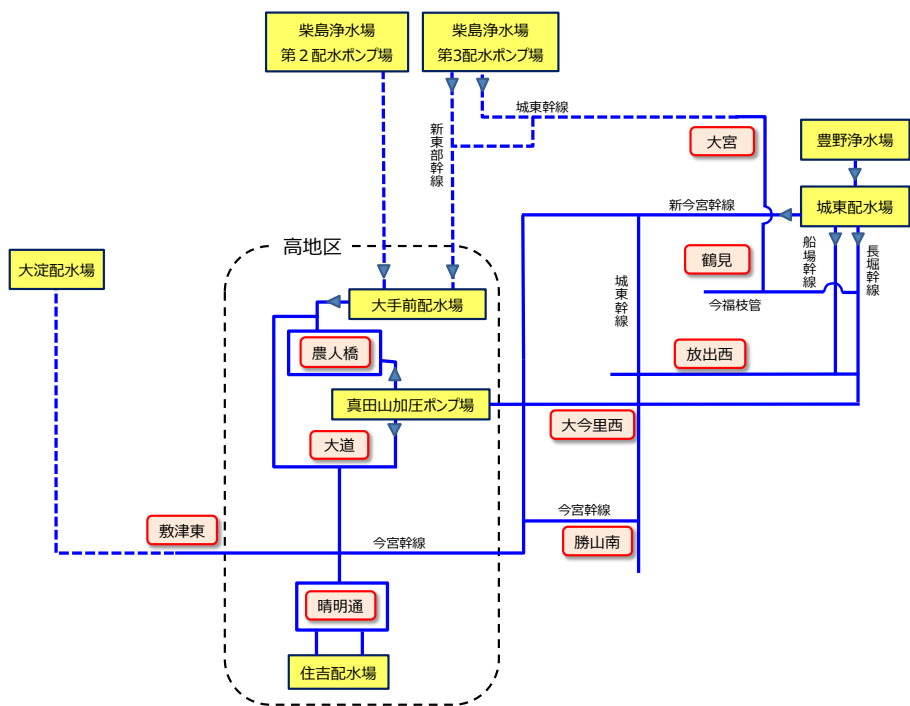 柴島浄水場
第２配水ポンプ場
柴島浄水場
第3配水ポンプ場
城東幹線
新東部幹線
大宮
豊野浄水場
城東配水場
新今宮幹線
船場幹線
長堀幹線
高地区
大淀配水場
鶴見
城東幹線
大手前配水場
今福枝管
農人橋
放出西
真田山加圧ポンプ場
大今里西
大道
今宮幹線
敷津東
勝山南
今宮幹線
晴明通
住吉配水場